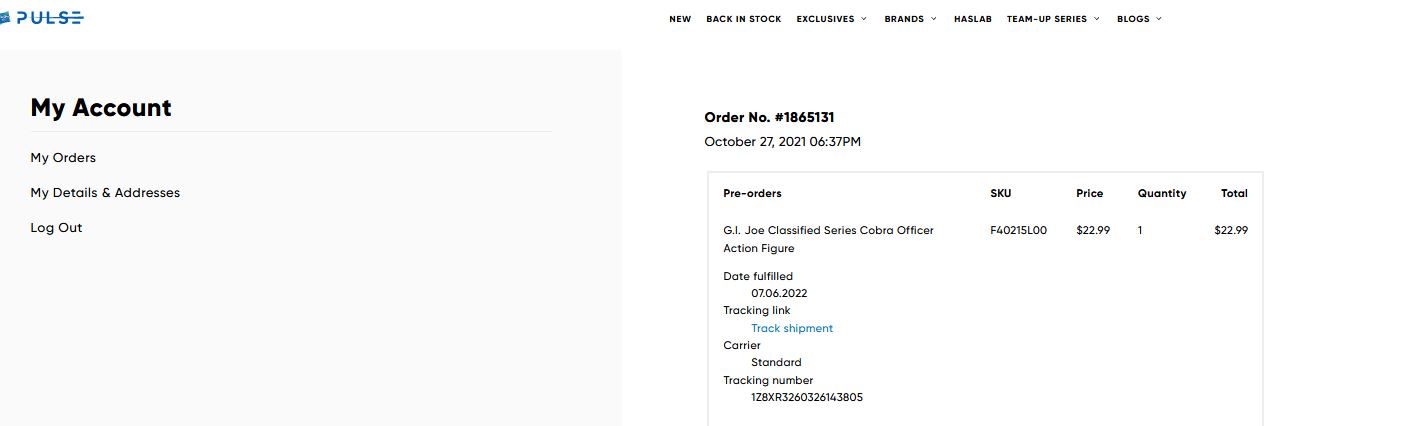 PULSE
NEW BACK IN STOCK EXCLUSIVES BRANDS HASLAB TEAM-UP SERIES BLOGS
My Account
My Orders
My Details & Addresses
Log Out
Order No. #1865131
October 27, 2021 06:37PM
Pre-orders SKU Price Quantity Total
G.I. Joe Classified Series Cobra Officer F40215L00 $22.99 1 $22.99
Action Figure
Date fulfilled
07.06.2022
Tracking link
Track shipment
Carrier
Standard
Tracking number
1Z8XR3260326143805